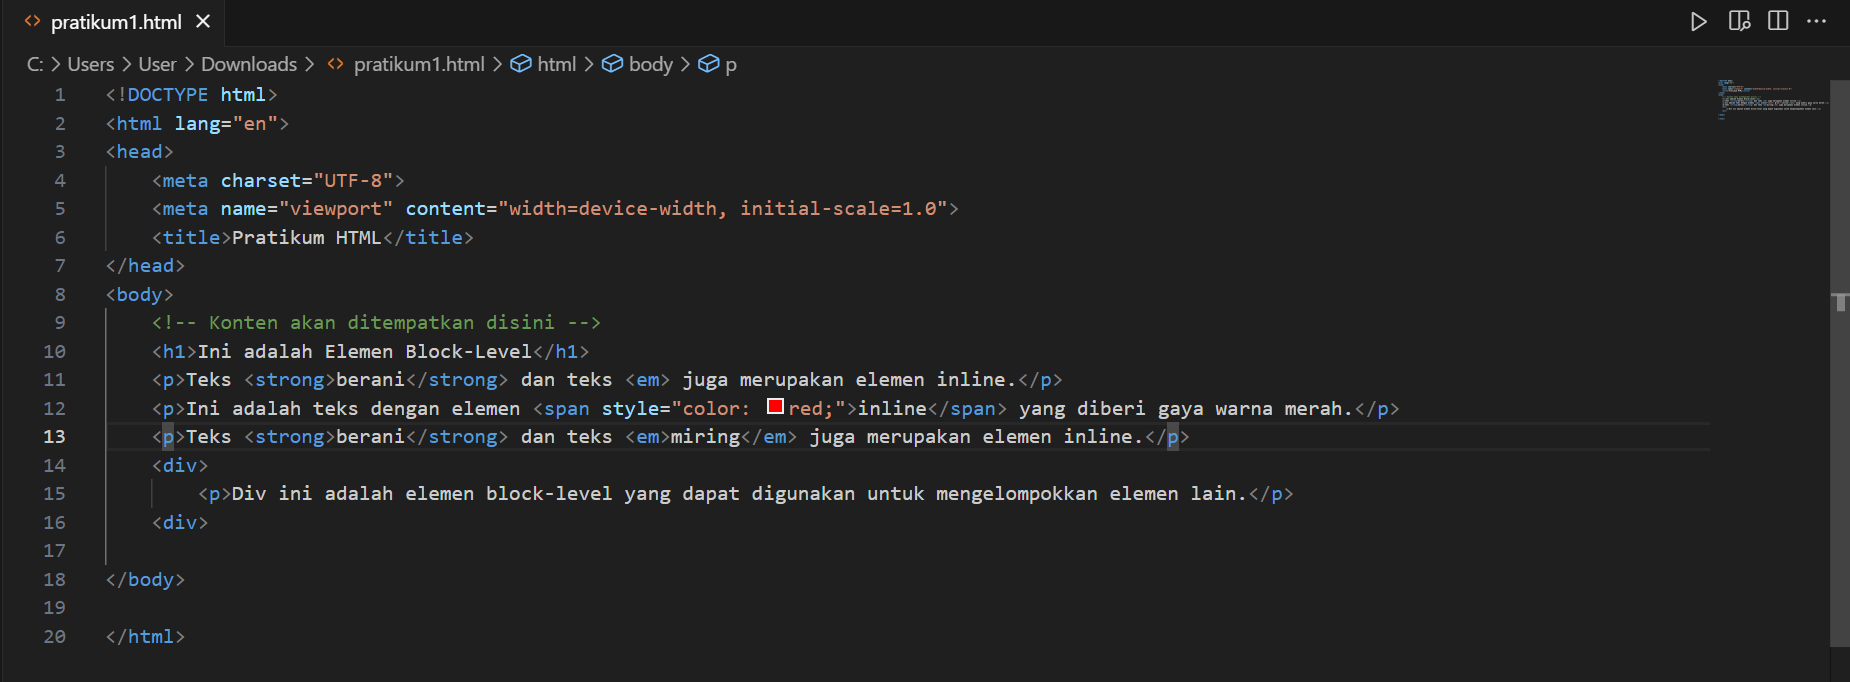 pratikum1.html
C: > Users > User > Downloads > pratikum1.html > html > body > p
1 <!DOCTYPE html>
2 <html lang="en">
3 <head>
4 <meta charset="UTF-8">
5 <meta name="viewport" content="width=device-width, initial-scale=1.0">
6 <title>Pratikum HTML</title>
7 </head>
8 <body>
9 <!-- Konten akan ditempatkan disini -->
10 <h1>Ini adalah Elemen Block-Level</h1>
11 <p>Teks <strong>berani</strong> dan teks <em> juga merupakan elemen inline.</p>
12 <p>Ini adalah teks dengan elemen <span style="color: red;">inline</span> yang diberi gaya warna merah.</p>
13 <p>Teks <strong>berani</strong> dan teks <em>miring</em> juga merupakan elemen inline.</p>
14 <div>
15 <p>Div ini adalah elemen block-level yang dapat digunakan untuk mengelompokkan elemen lain.</p>
16 <div>
17
18 </body>
19
20 </html>